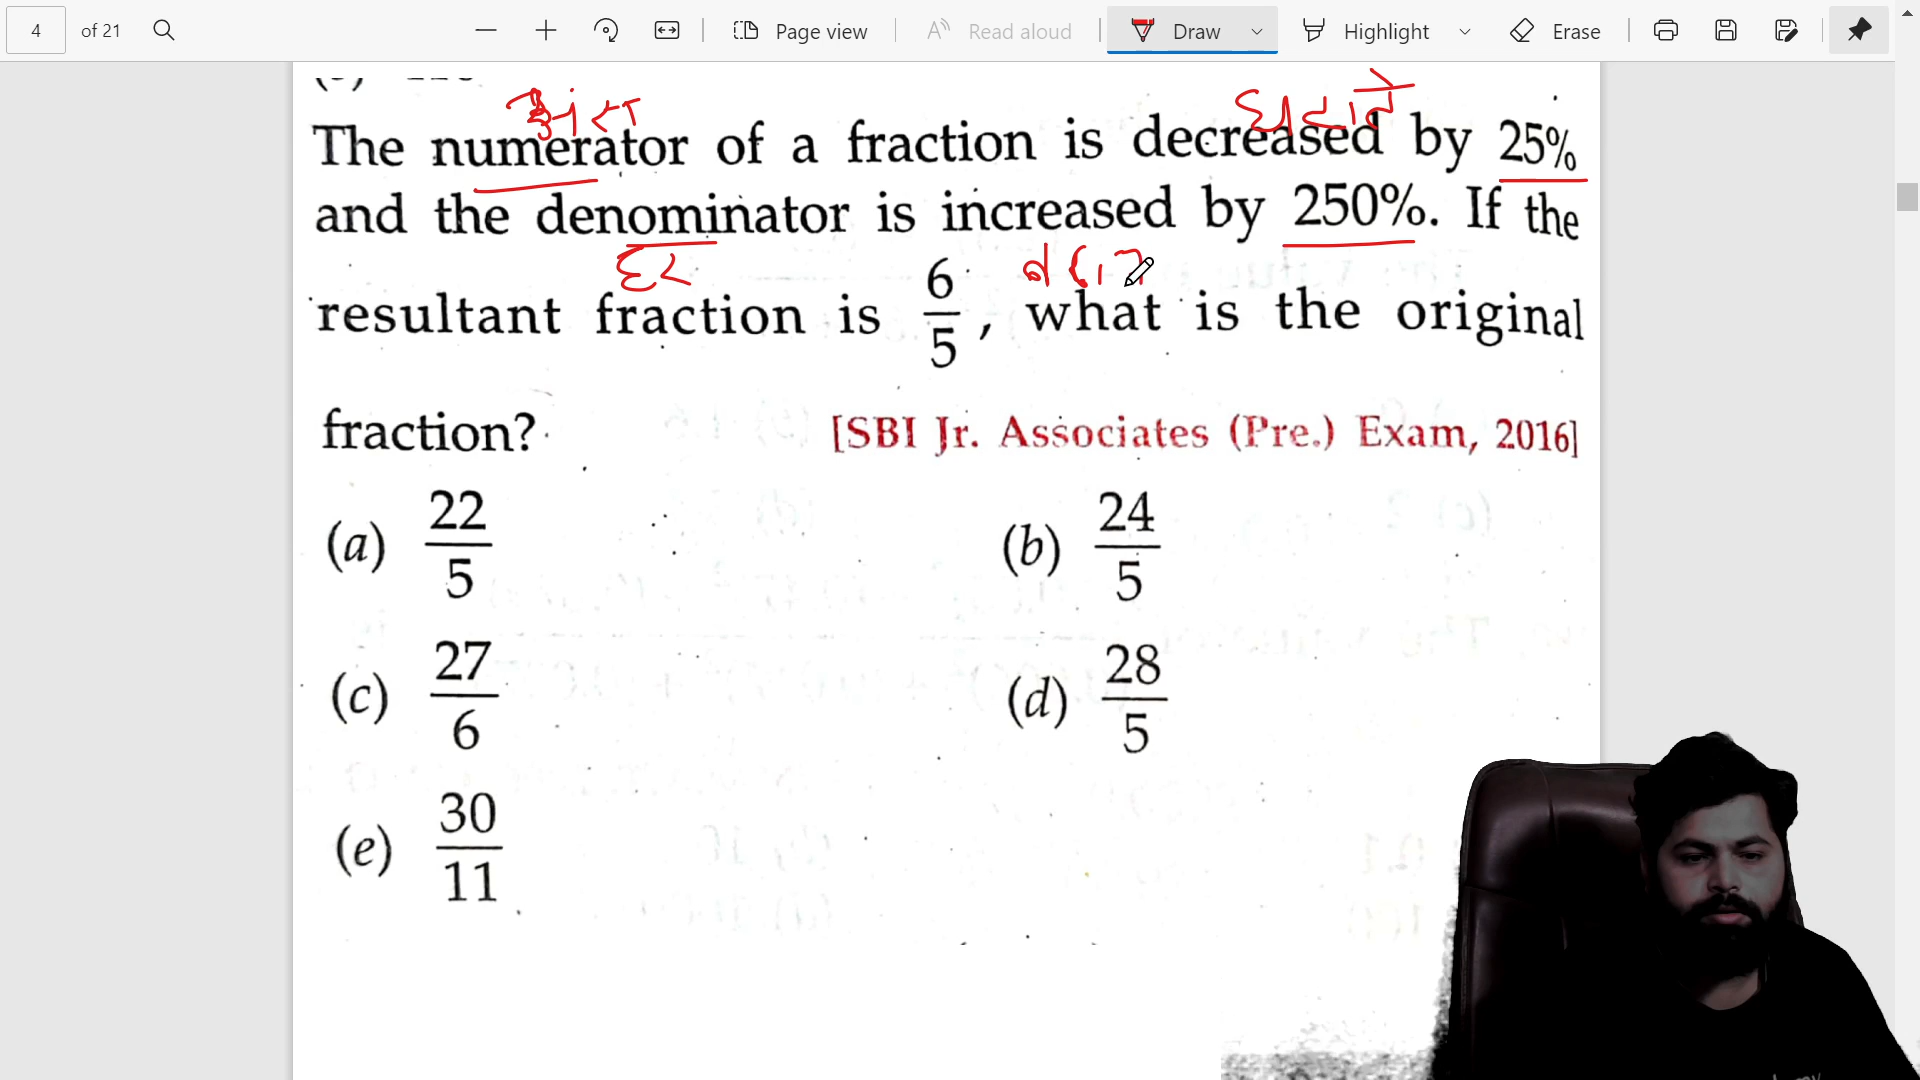 4 of 21 Page view Read aloud Draw Highlight Erase
The numerator of a fraction is decreased by 25%
and the denominator is increased by 250%. If the
resultant fraction is 6/5, what is the original
fraction? [SBI Jr. Associates (Pre.) Exam, 2016]
(a) 22/5 (b) 24/5
(c) 27/6 (d) 28/5
(e) 30/11